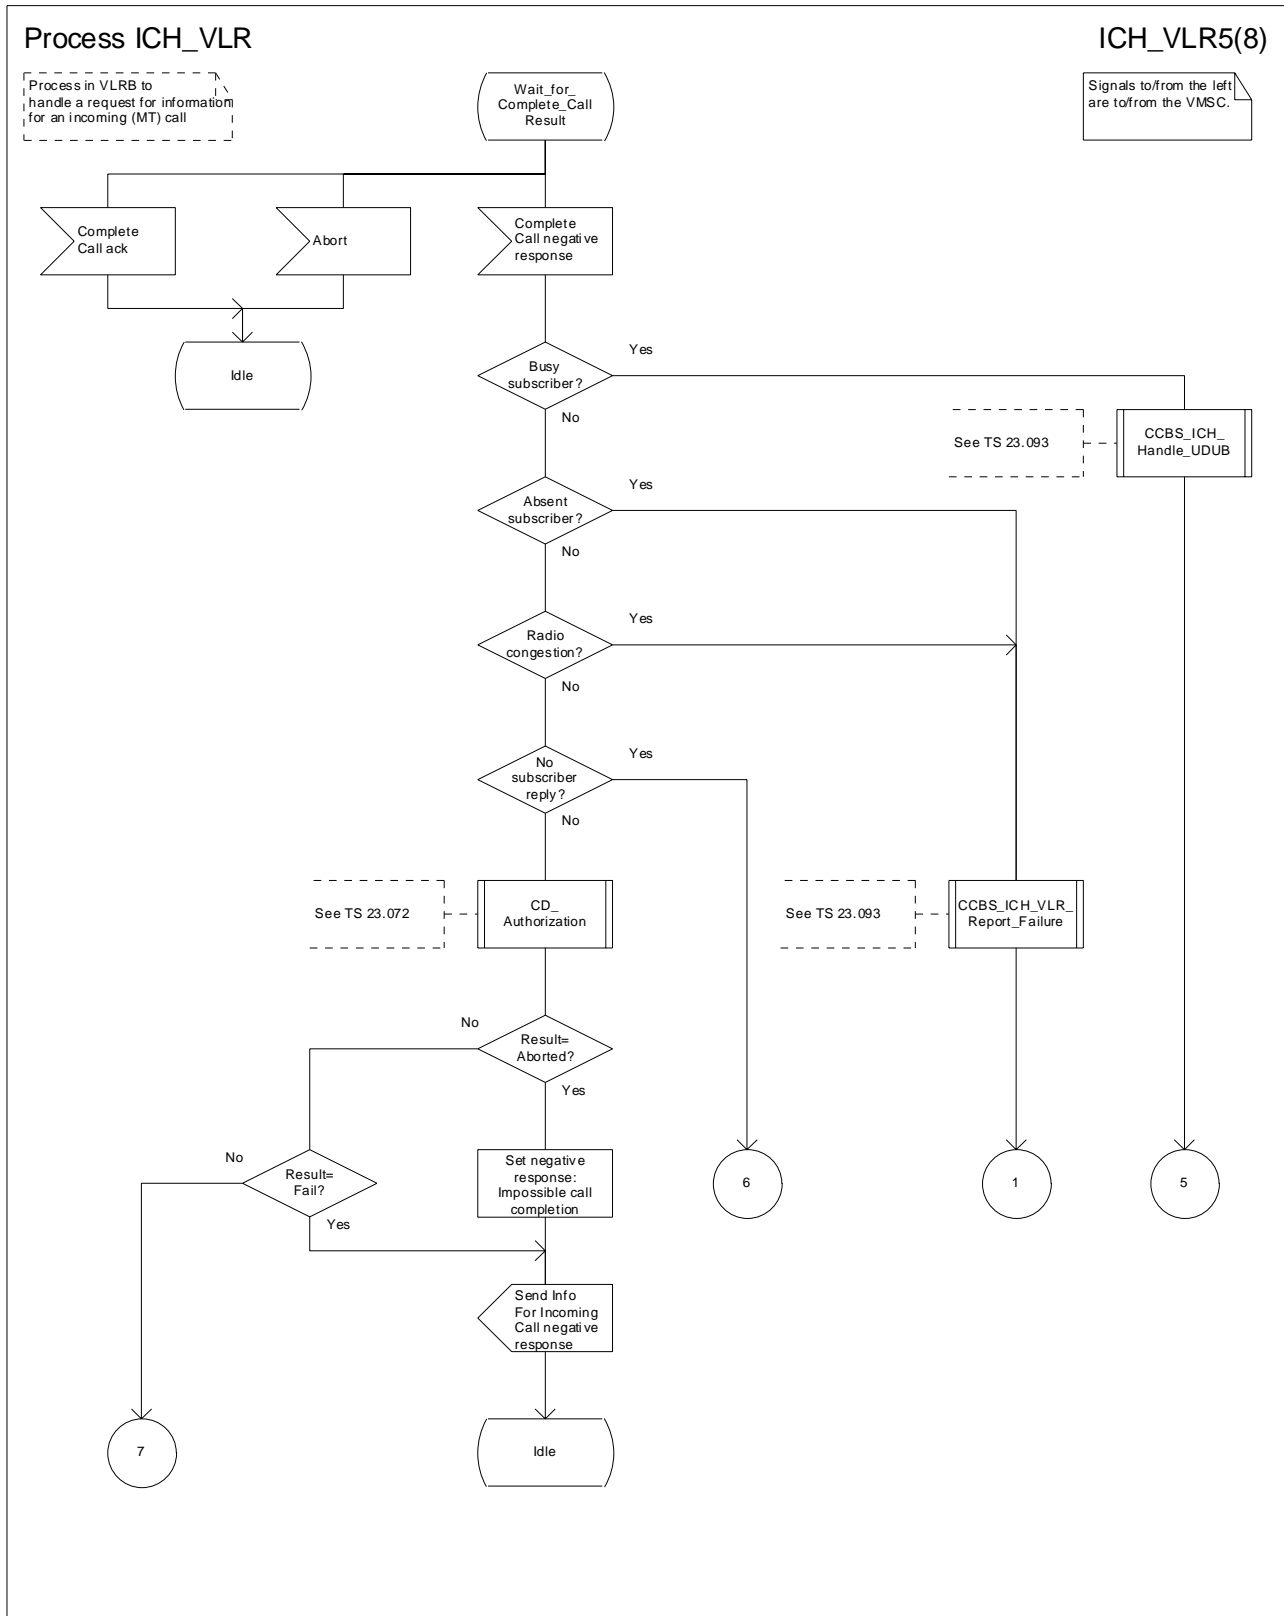 Process ICH_VLR
ICH_VLR5(8)
Process in VLRB to
handle a request for information
for an incoming (MT) call
Wait_for_
Complete_Call
Result
Signals to/from the left
are to/from the VMSC.
Complete
Call ack
Abort
Complete
Call negative
response
Idle
Busy
subscriber?
Yes
No
See TS 23.093
CCBS_ICH_
Handle_UDUB
Absent
subscriber?
Yes
No
Radio
congestion?
Yes
No
No
subscriber
reply?
Yes
No
See TS 23.072
CD_
Authorization
See TS 23.093
CCBS_ICH_VLR_
Report_Failure
No
Result=
Aborted?
Yes
No
Result=
Fail?
Yes
Set negative
response:
Impossible call
completion
6
1
5
Send Info
For Incoming
Call negative
response
7
Idle